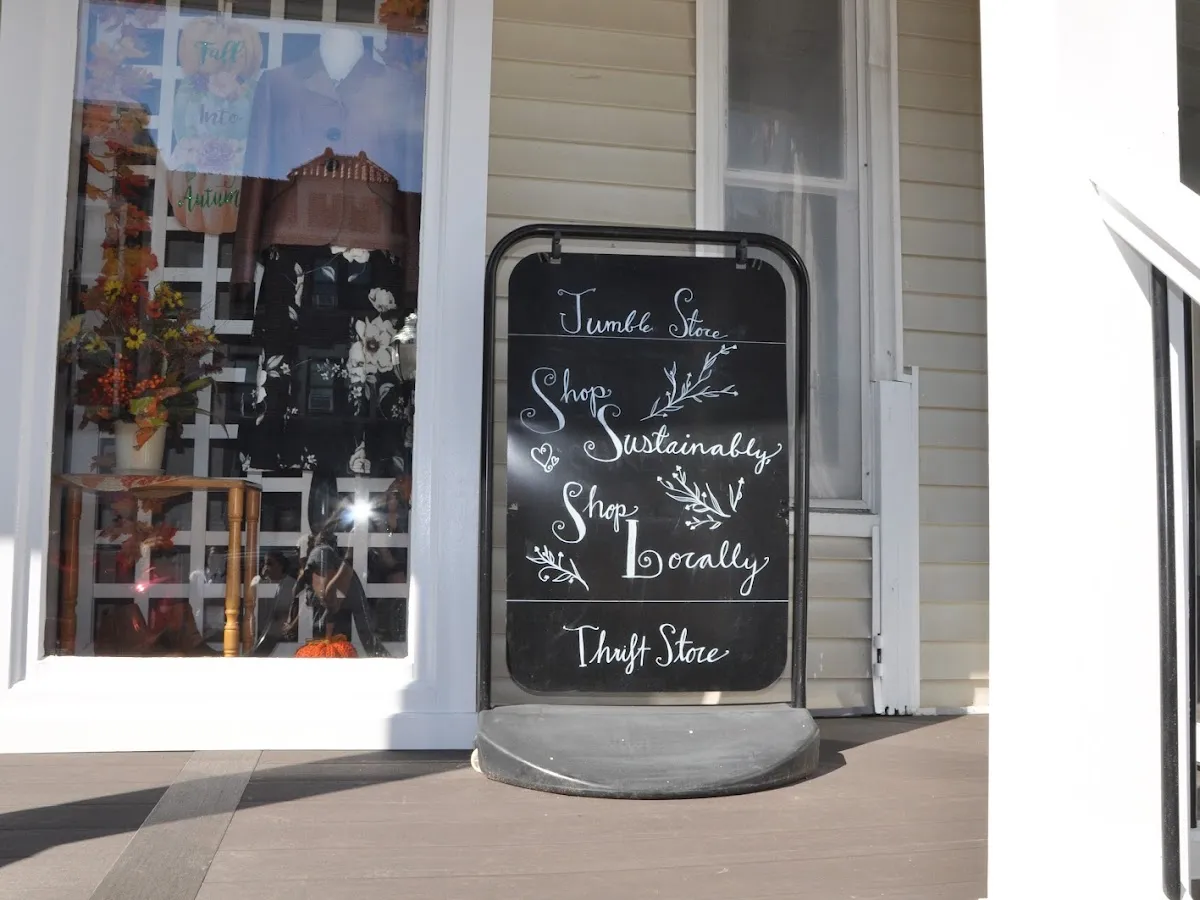 Fall
Into
Autumn
Jumble Store
Shop
Sustainably
Shop
Locally
Thrift Store